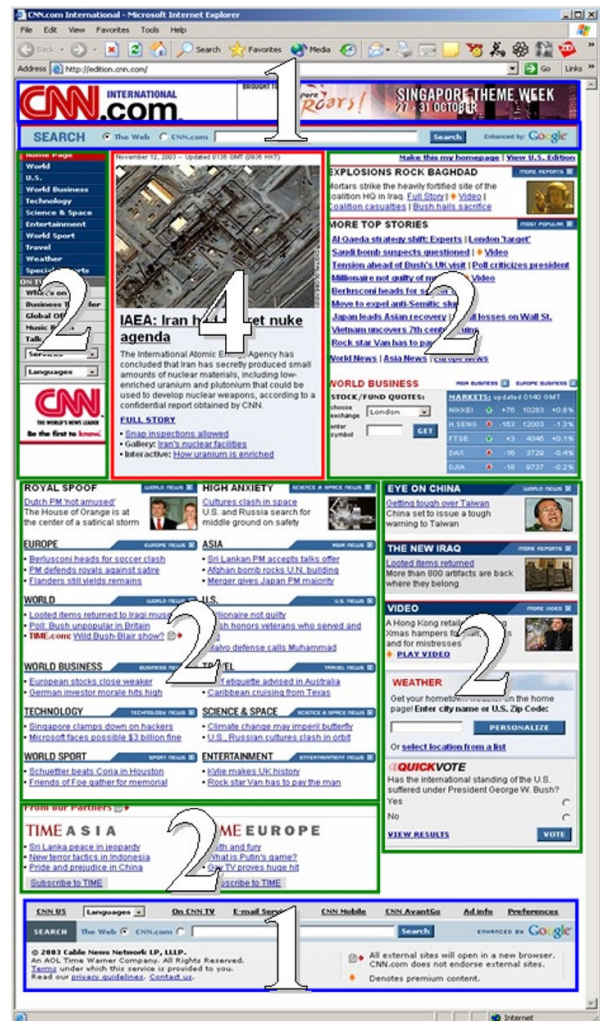 CNN.com International - Microsoft Internet Explorer
File Edit View Favorites Tools Help
Back Search Favorites Media
Address http://edition.cnn.com/ Go Links
CNN.com INTERNATIONAL
BROUGHT TO
Roars!
SINGAPORE THEME WEEK
27 - 31 OCTOBER
1
SEARCH The Web CNN.com Search Enhanced by: Google
Home Page
World
U.S.
World Business
Technology
Science & Space
Entertainment
World Sport
Travel
Weather
ON TV
What's on
Services
Languages
2
CNN
THE WORLD'S NEWS LEADER
Be the first to know.
November 12, 2003 -- Updated 0136 GMT (0936 HKT)
4
IAEA: Iran had secret nuke
agenda
The International Atomic Energy Agency has
concluded that Iran has secretly produced small
amounts of nuclear materials, including low-
enriched uranium and plutonium that could be
used to develop nuclear weapons, according to a
confidential report obtained by CNN.
FULL STORY
• Snap inspections allowed
• Gallery: Iran's nuclear facilities
• Interactive: How uranium is enriched
Make this my homepage | View U.S. Edition
EXPLOSIONS ROCK BAGHDAD MORE REPORTS
Mortars strike the heavily fortified site of the
coalition HQ in Iraq. Full Story | Video |
Coalition casualties | Bush hails sacrifice
MORE TOP STORIES MOST POPULAR
Al Qaeda strategy shift: Experts | London 'target'
Saudi bomb suspects questioned | Video
Tension ahead of Bush's UK visit | Poll criticizes president
Millionaire not guilty of Video
Berlusconi heads for
Move to expel anti-Semitic
Japan leads Asian recovery losses on Wall St.
Vietnam uncovers 7th century ruins
Rock star Van has to pay
World News | Asia News | Europe News
2
WORLD BUSINESS ASIA BUSINESS EUROPE BUSINESS
STOCK/FUND QUOTES:
choose exchange London
enter symbol GET
MARKETS: updated 0140 GMT
NIKKEI +76 10283 +0.8%
H.SENG -153 12003 -1.3%
FTSE +3 4346 +0.1%
DAX -16 3729 -0.4%
DJIA -18 9737 -0.2%
ROYAL SPOOF WORLD NEWS
Dutch PM 'not amused'
The House of Orange is at
the center of a satirical storm
HIGH ANXIETY SCIENCE & SPACE NEWS
Cultures clash in space
U.S. and Russia search for
middle ground on safety
EUROPE EUROPE NEWS
• Berlusconi heads for soccer clash
• PM defends royals against satire
• Flanders still yields remains
ASIA ASIA NEWS
• Sri Lankan PM accepts talks offer
• Afghan bomb rocks U.N. building
• Merger gives Japan PM majority
WORLD WORLD NEWS
• Looted items returned to Iraqi museum
• Poll: Bush unpopular in Britain
• TIME.com: Wild Bush-Blair show?
U.S. U.S. NEWS
Millionaire not guilty
honors veterans who served and
Malvo defense calls Muhammad
2
WORLD BUSINESS BUSINESS NEWS
• European stocks close weaker
• German investor morale hits high
TRAVEL TRAVEL NEWS
etiquette advised in Australia
• Caribbean cruising from Texas
TECHNOLOGY TECHNOLOGY NEWS
• Singapore clamps down on hackers
• Microsoft faces possible $3 billion fine
SCIENCE & SPACE SCIENCE & SPACE NEWS
• Climate change may imperil butterfly
• U.S., Russian cultures clash in orbit
WORLD SPORT SPORT NEWS
• Schuettler beats Coria in Houston
• Friends of Foe gather for memorial
ENTERTAINMENT ENTERTAINMENT NEWS
• Kylie makes UK history
• Rock star Van has to pay the man
EYE ON CHINA WORLD NEWS
Getting tough over Taiwan
China set to issue a tough
warning to Taiwan
THE NEW IRAQ MORE REPORTS
Looted items returned
More than 800 artifacts are back
where they belong
VIDEO MORE VIDEO
A Hong Kong retailer
Xmas hampers for
and for mistresses
PLAY VIDEO
2
WEATHER
Get your hometown weather on the home
page! Enter city name or U.S. Zip Code:
PERSONALIZE
Or select location from a list
QUICKVOTE
Has the international standing of the U.S.
suffered under President George W. Bush?
Yes
No
VIEW RESULTS VOTE
From our Partners
TIME ASIA
• Sri Lanka peace in jeopardy
• New terror tactics in Indonesia
• Pride and prejudice in China
Subscribe to TIME
TIME EUROPE
and fury
What is Putin's game?
TV proves huge hit
Subscribe to TIME
2
CNN US Languages On CNN TV E-mail Services CNN Mobile CNN AvantGo Ad info Preferences
SEARCH The Web CNN.com Search ENHANCED BY Google
1
© 2003 Cable News Network LP, LLLP.
An AOL Time Warner Company. All Rights Reserved.
Terms under which this service is provided to you.
Read our privacy guidelines. Contact us.
All external sites will open in a new browser.
CNN.com does not endorse external sites.
Denotes premium content.
Internet